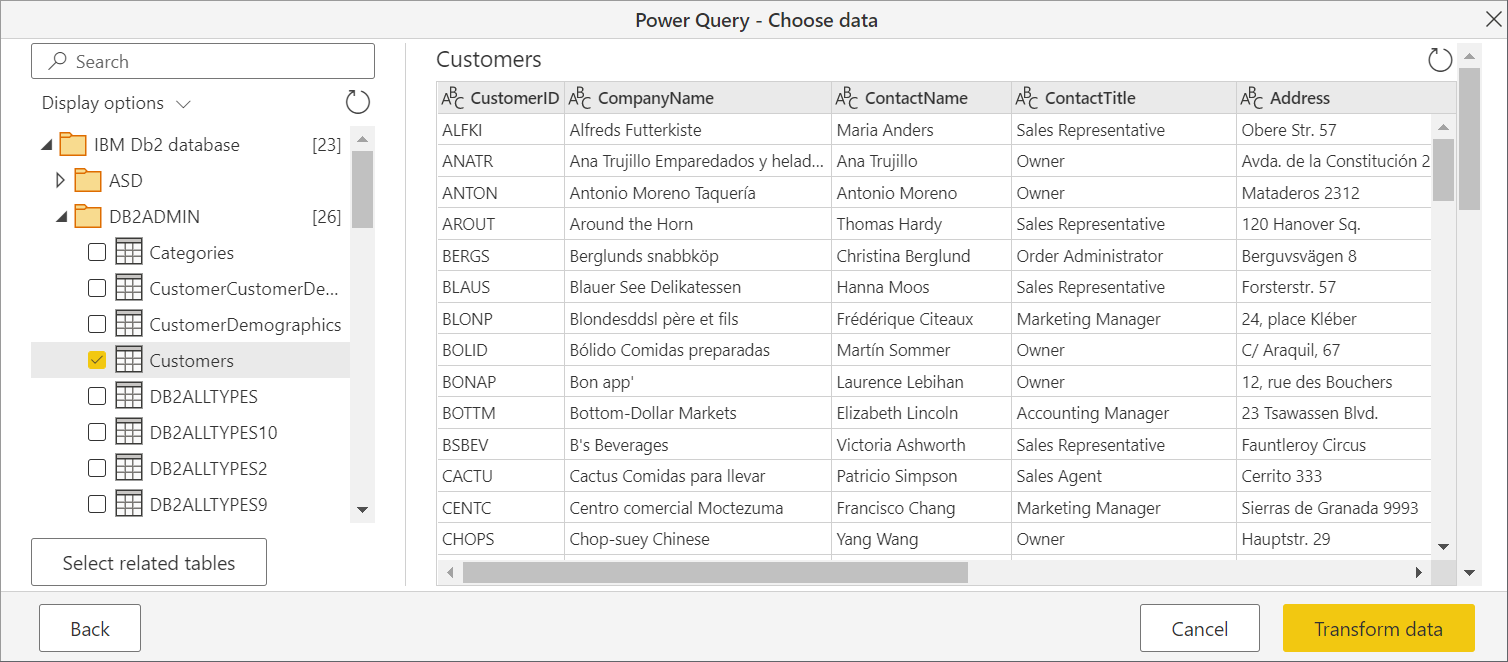 Power Query - Choose data
Search
Display options
IBM Db2 database [23]
ASD
DB2ADMIN [26]
Categories
CustomerCustomerDe...
CustomerDemographics
Customers
DB2ALLTYPES
DB2ALLTYPES10
DB2ALLTYPES2
DB2ALLTYPES9
Select related tables
Customers
ABC CustomerID ABC CompanyName ABC ContactName ABC ContactTitle ABC Address
ALFKI Alfreds Futterkiste Maria Anders Sales Representative Obere Str. 57
ANATR Ana Trujillo Emparedados y helad... Ana Trujillo Owner Avda. de la Constitución 2
ANTON Antonio Moreno Taquería Antonio Moreno Owner Mataderos 2312
AROUT Around the Horn Thomas Hardy Sales Representative 120 Hanover Sq.
BERGS Berglunds snabbköp Christina Berglund Order Administrator Berguvsvägen 8
BLAUS Blauer See Delikatessen Hanna Moos Sales Representative Forsterstr. 57
BLONP Blondesddsl père et fils Frédérique Citeaux Marketing Manager 24, place Kléber
BOLID Bólido Comidas preparadas Martín Sommer Owner C/ Araquil, 67
BONAP Bon app' Laurence Lebihan Owner 12, rue des Bouchers
BOTTM Bottom-Dollar Markets Elizabeth Lincoln Accounting Manager 23 Tsawassen Blvd.
BSBEV B's Beverages Victoria Ashworth Sales Representative Fauntleroy Circus
CACTU Cactus Comidas para llevar Patricio Simpson Sales Agent Cerrito 333
CENTC Centro comercial Moctezuma Francisco Chang Marketing Manager Sierras de Granada 9993
CHOPS Chop-suey Chinese Yang Wang Owner Hauptstr. 29
Back
Cancel
Transform data